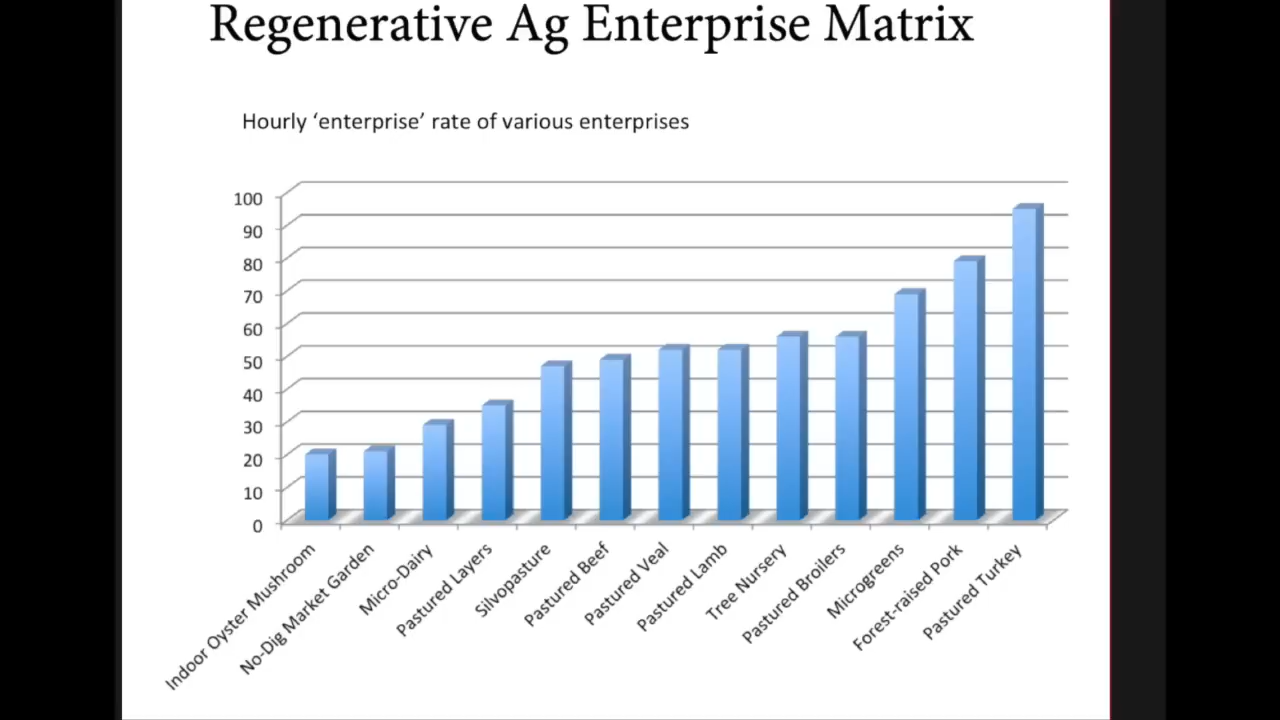 Regenerative Ag Enterprise Matrix
Hourly ‘enterprise’ rate of various enterprises
100
90
80
70
60
50
40
30
20
10
0
Indoor Oyster Mushroom
No-Dig Market Garden
Micro-Dairy
Pastured Layers
Silvopasture
Pastured Beef
Pastured Veal
Pastured Lamb
Tree Nursery
Pastured Broilers
Microgreens
Forest-raised Pork
Pastured Turkey